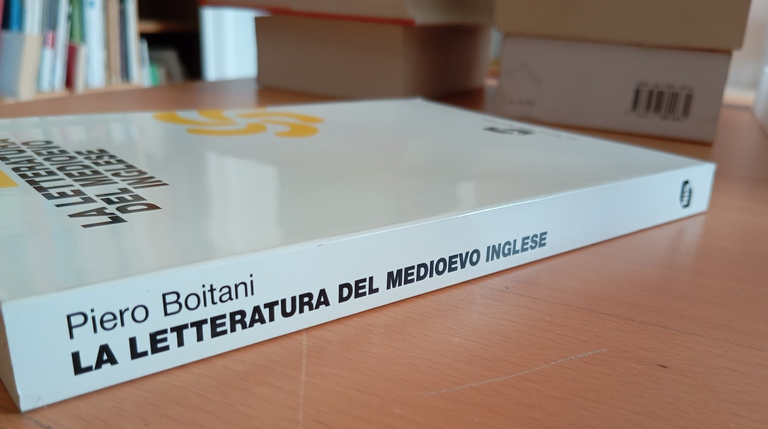 LA LETTERATURA
DEL MEDIOEVO
INGLESE
Piero Boitani
LA LETTERATURA DEL MEDIOEVO INGLESE